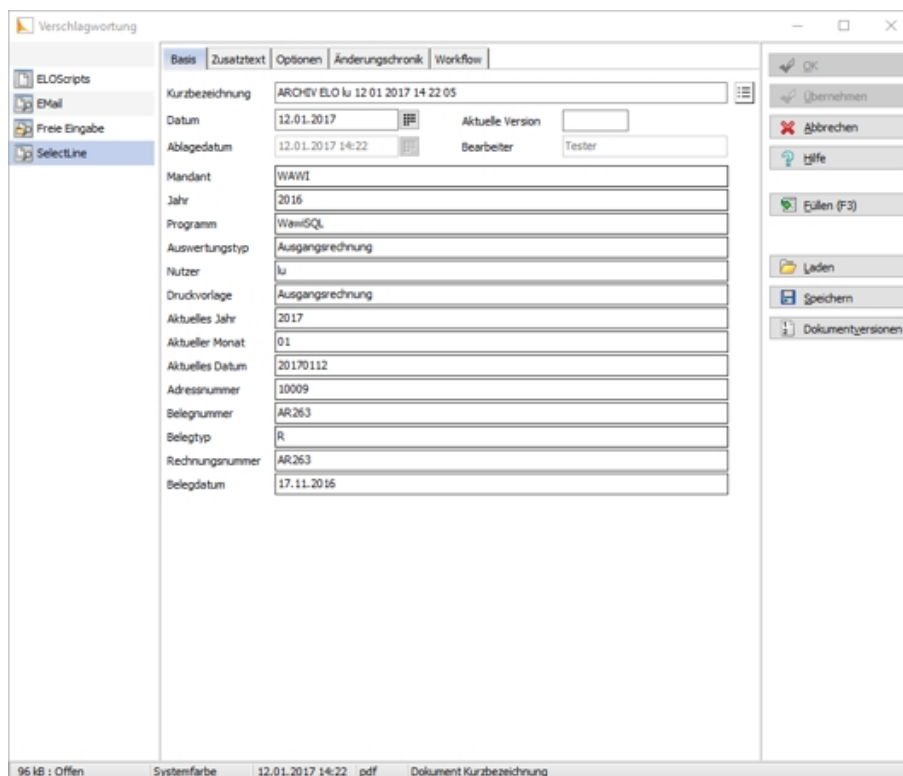 Verschlagwortung
ELOScripts
EMail
Freie Eingabe
SelectLine
Basis Zusatztext Optionen Änderungschronik Workflow
Kurzbezeichnung ARCHIV ELO lu 12 01 2017 14 22 05
Datum 12.01.2017 Aktuelle Version
Ablagedatum 12.01.2017 14:22 Bearbeiter Tester
Mandant WAWI
Jahr 2016
Programm WawiSQL
Auswertungstyp Ausgangsrechnung
Nutzer lu
Druckvorlage Ausgangsrechnung
Aktuelles Jahr 2017
Aktueller Monat 01
Aktuelles Datum 20170112
Adressnummer 10009
Belegnummer AR263
Belegtyp R
Rechnungsnummer AR263
Belegdatum 17.11.2016
OK
Übernehmen
Abbrechen
Hilfe
Füllen (F3)
Laden
Speichern
Dokumentversionen
96 kB : Offen Systemfarbe 12.01.2017 14:22 pdf Dokument Kurzbezeichnung